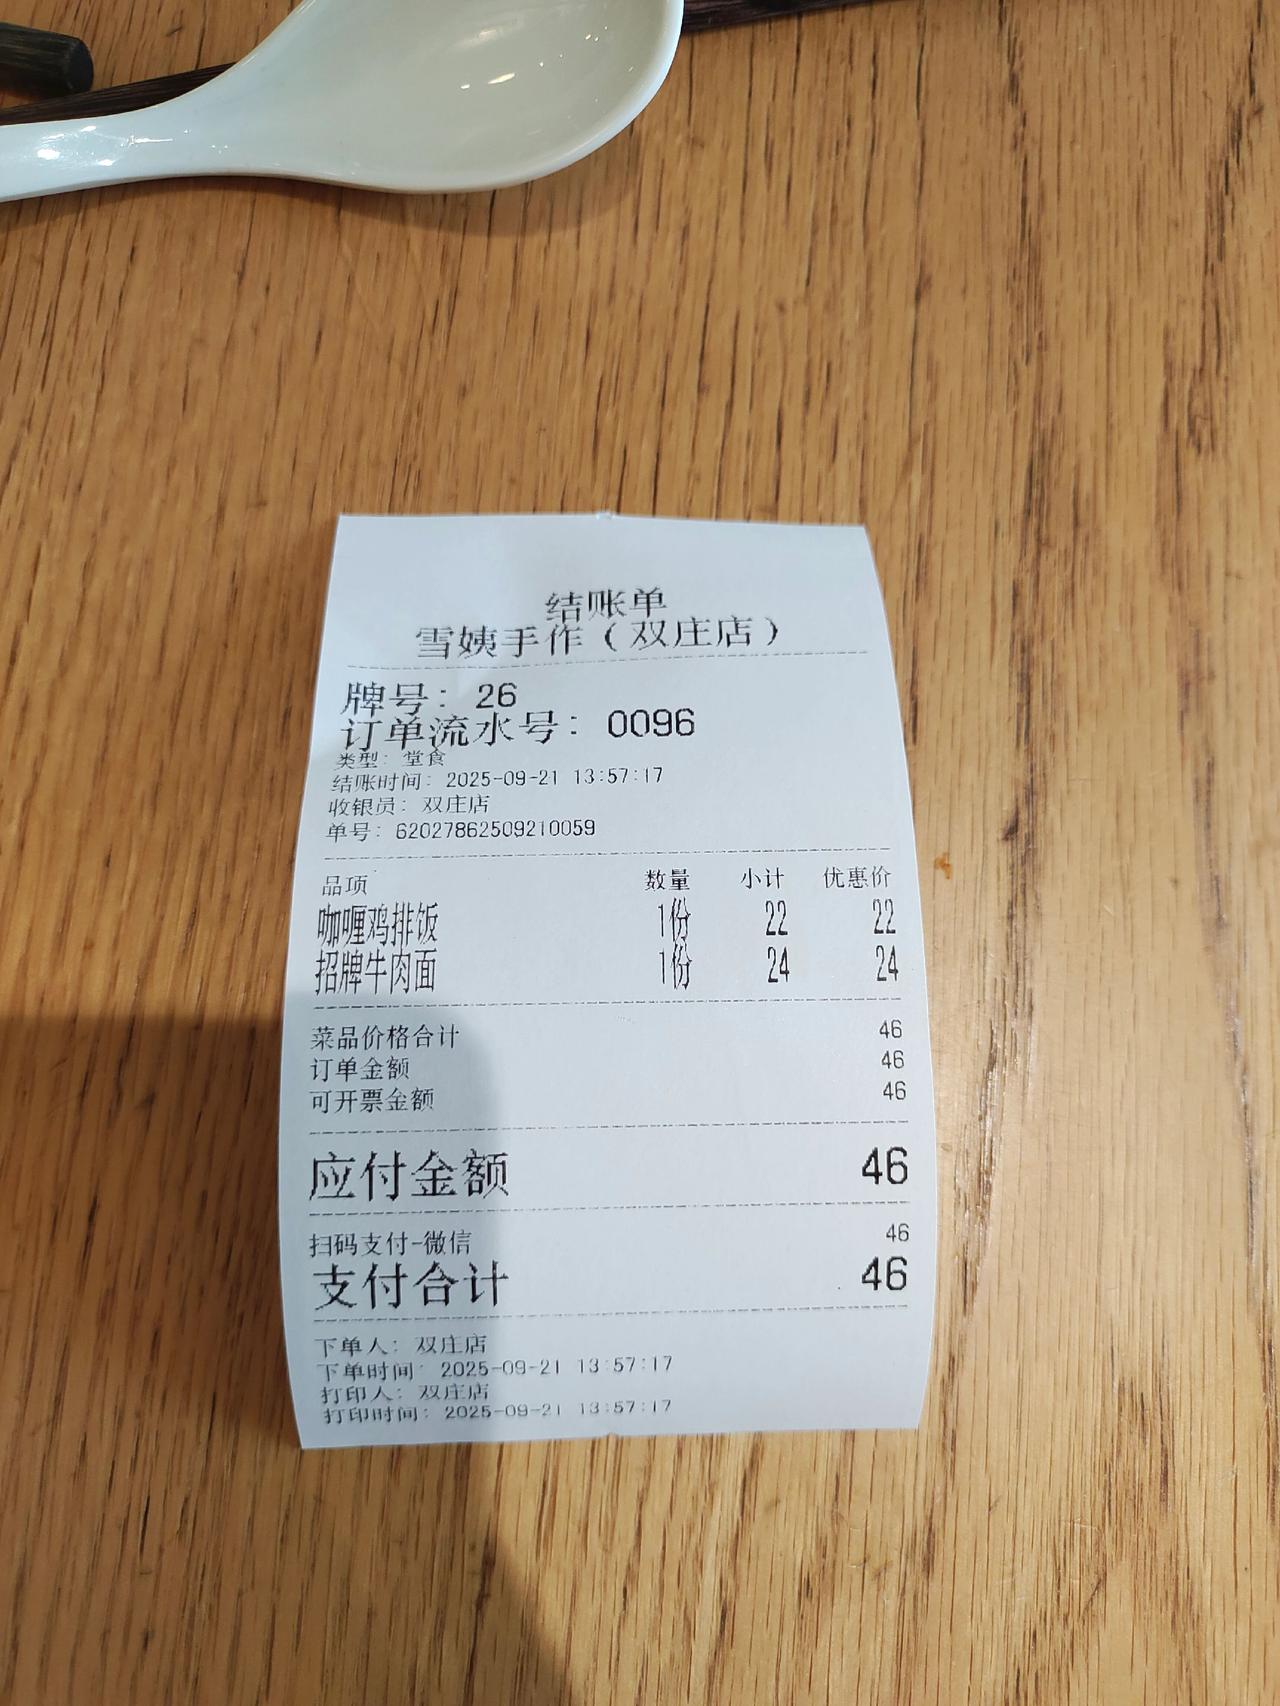 结账单
雪姨手作（双庄店）
牌号：26
订单流水号：0096
类型：堂食
结账时间：2025-09-21 13:57:17
收银员：双庄店
单号：62027862509210059
品项 数量 小计 优惠价
咖喱鸡排饭 1份 22 22
招牌牛肉面 1份 24 24
菜品价格合计 46
订单金额 46
可开票金额 46
应付金额 46
扫码支付-微信 46
支付合计 46
下单人：双庄店
下单时间：2025-09-21 13:57:17
打印人：双庄店
打印时间：2025-09-21 13:57:17